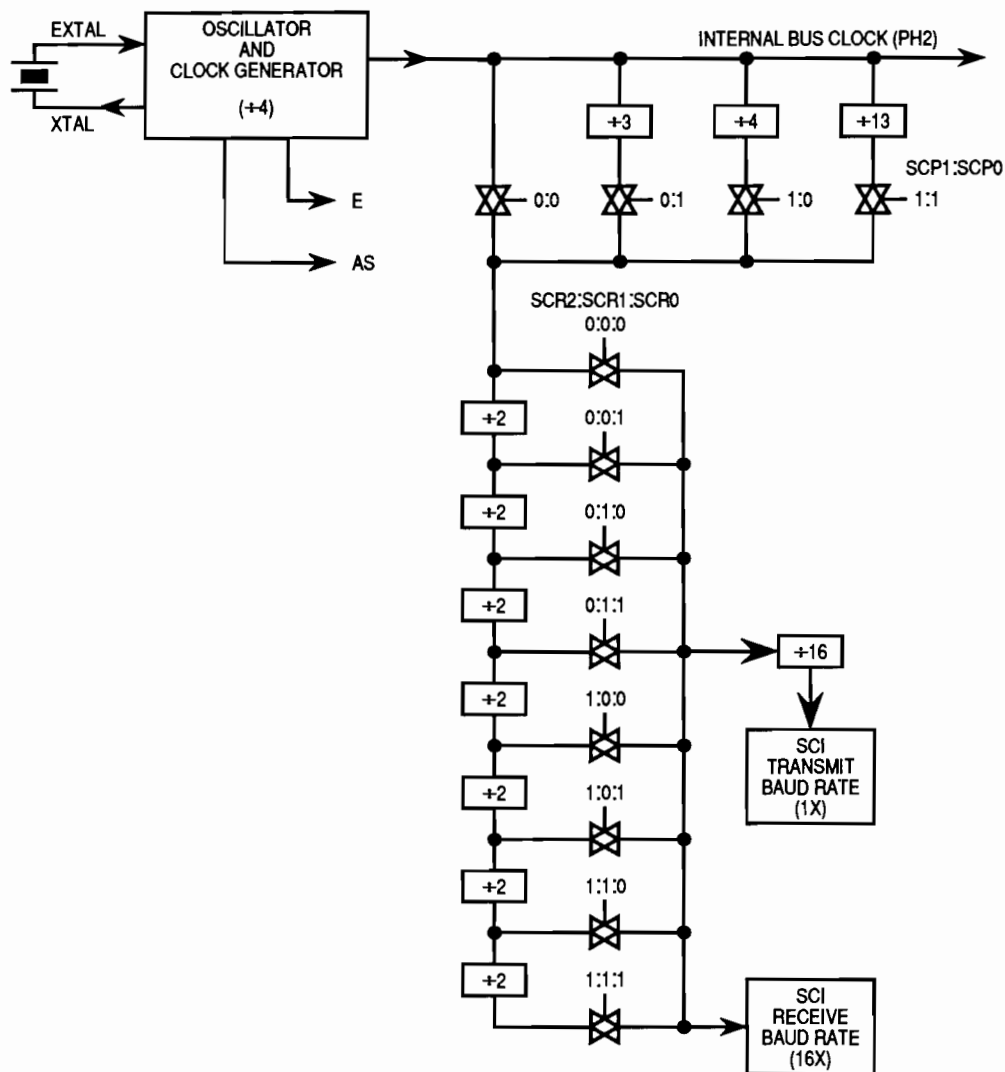 EXTAL
XTAL
OSCILLATOR
AND
CLOCK GENERATOR
(÷4)
E
AS
INTERNAL BUS CLOCK (PH2)
÷3
÷4
÷13
SCP1:SCP0
0:0
0:1
1:0
1:1
SCR2:SCR1:SCR0
0:0:0
÷2
0:0:1
÷2
0:1:0
÷2
0:1:1
÷16
÷2
1:0:0
SCI
TRANSMIT
BAUD RATE
(1X)
÷2
1:0:1
÷2
1:1:0
÷2
1:1:1
SCI
RECEIVE
BAUD RATE
(16X)